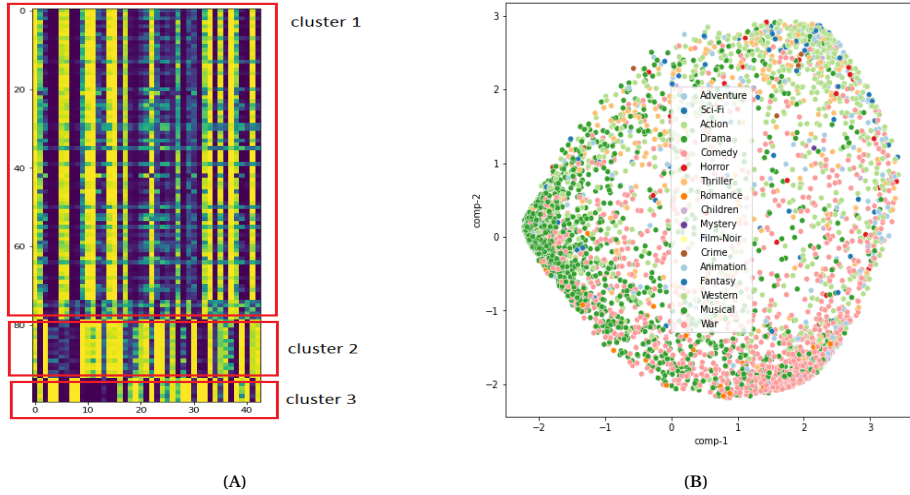 cluster 1
cluster 2
cluster 3
0
20
40
60
80
0
10
20
30
40
(A)
3
2
1
0
−1
−2
comp-2
Adventure
Sci-Fi
Action
Drama
Comedy
Horror
Thriller
Romance
Children
Mystery
Film-Noir
Crime
Animation
Fantasy
Western
Musical
War
−2
−1
0
1
2
3
comp-1
(B)